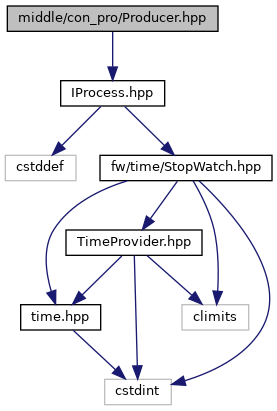 middle/con_pro/Producer.hpp
IProcess.hpp
cstddef
fw/time/StopWatch.hpp
TimeProvider.hpp
time.hpp
climits
cstdint